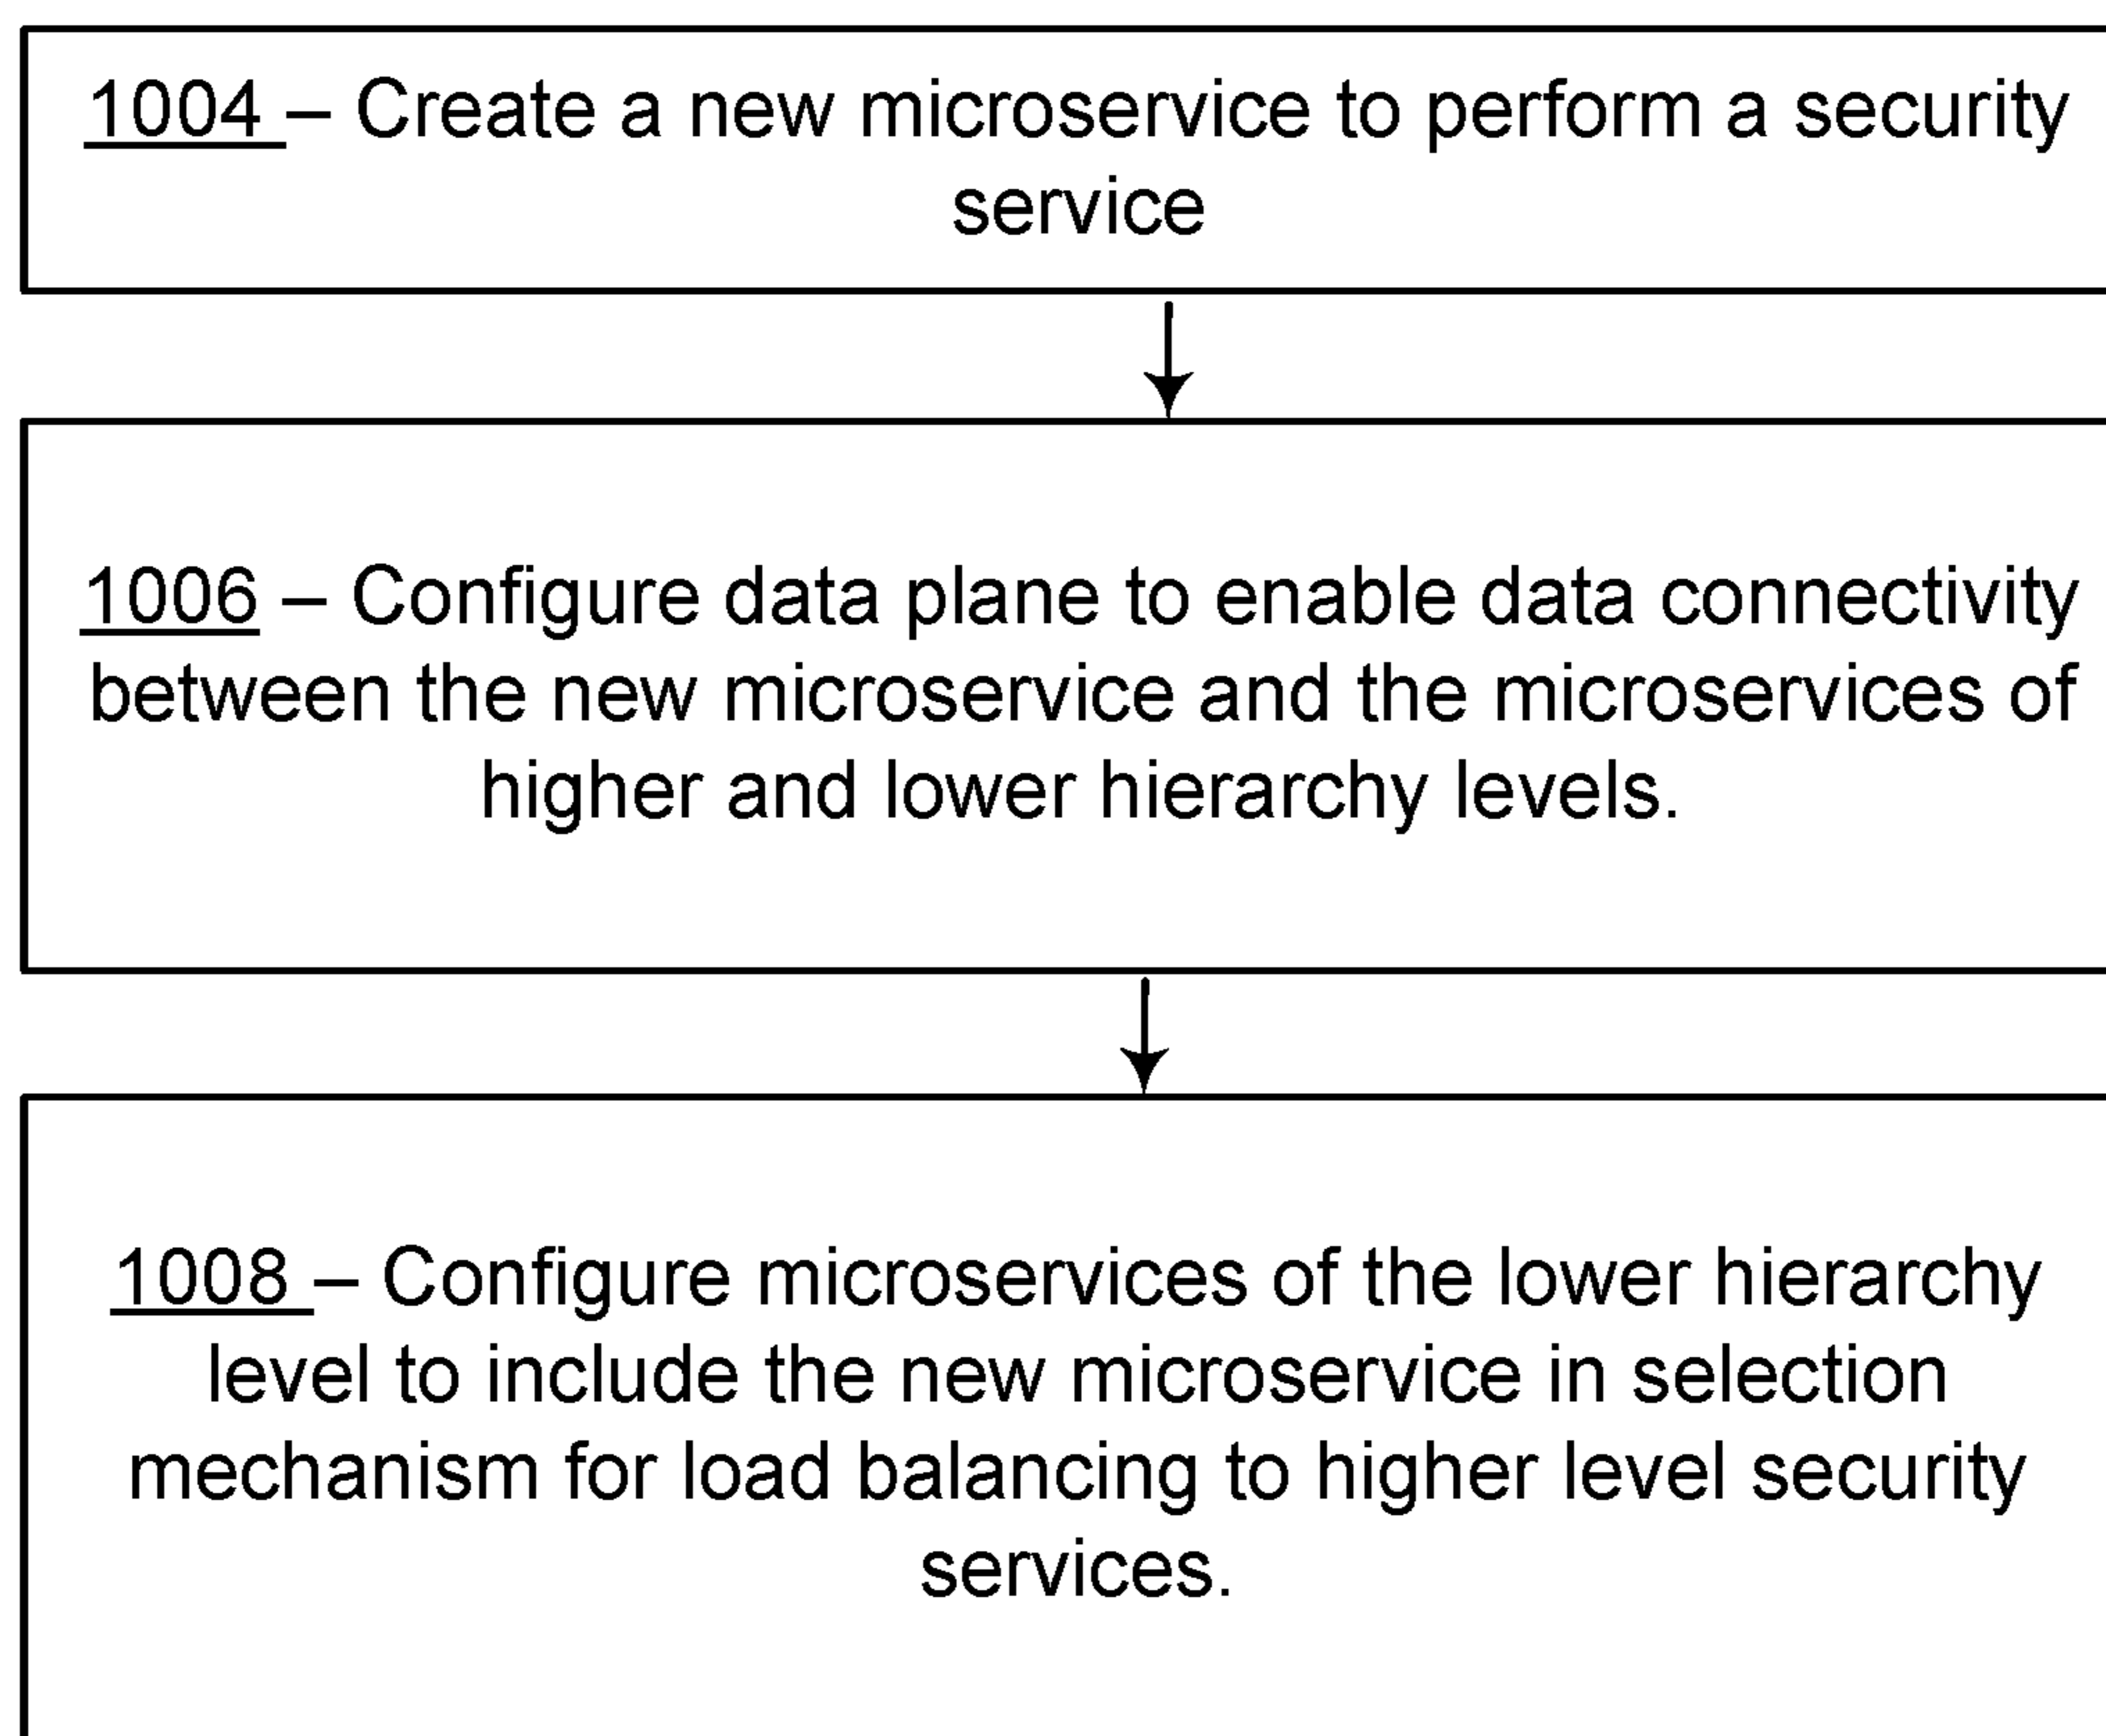 1004 – Create a new microservice to perform a security
service
1006 – Configure data plane to enable data connectivity
between the new microservice and the microservices of
higher and lower hierarchy levels.
1008 – Configure microservices of the lower hierarchy
level to include the new microservice in selection
mechanism for load balancing to higher level security
services.